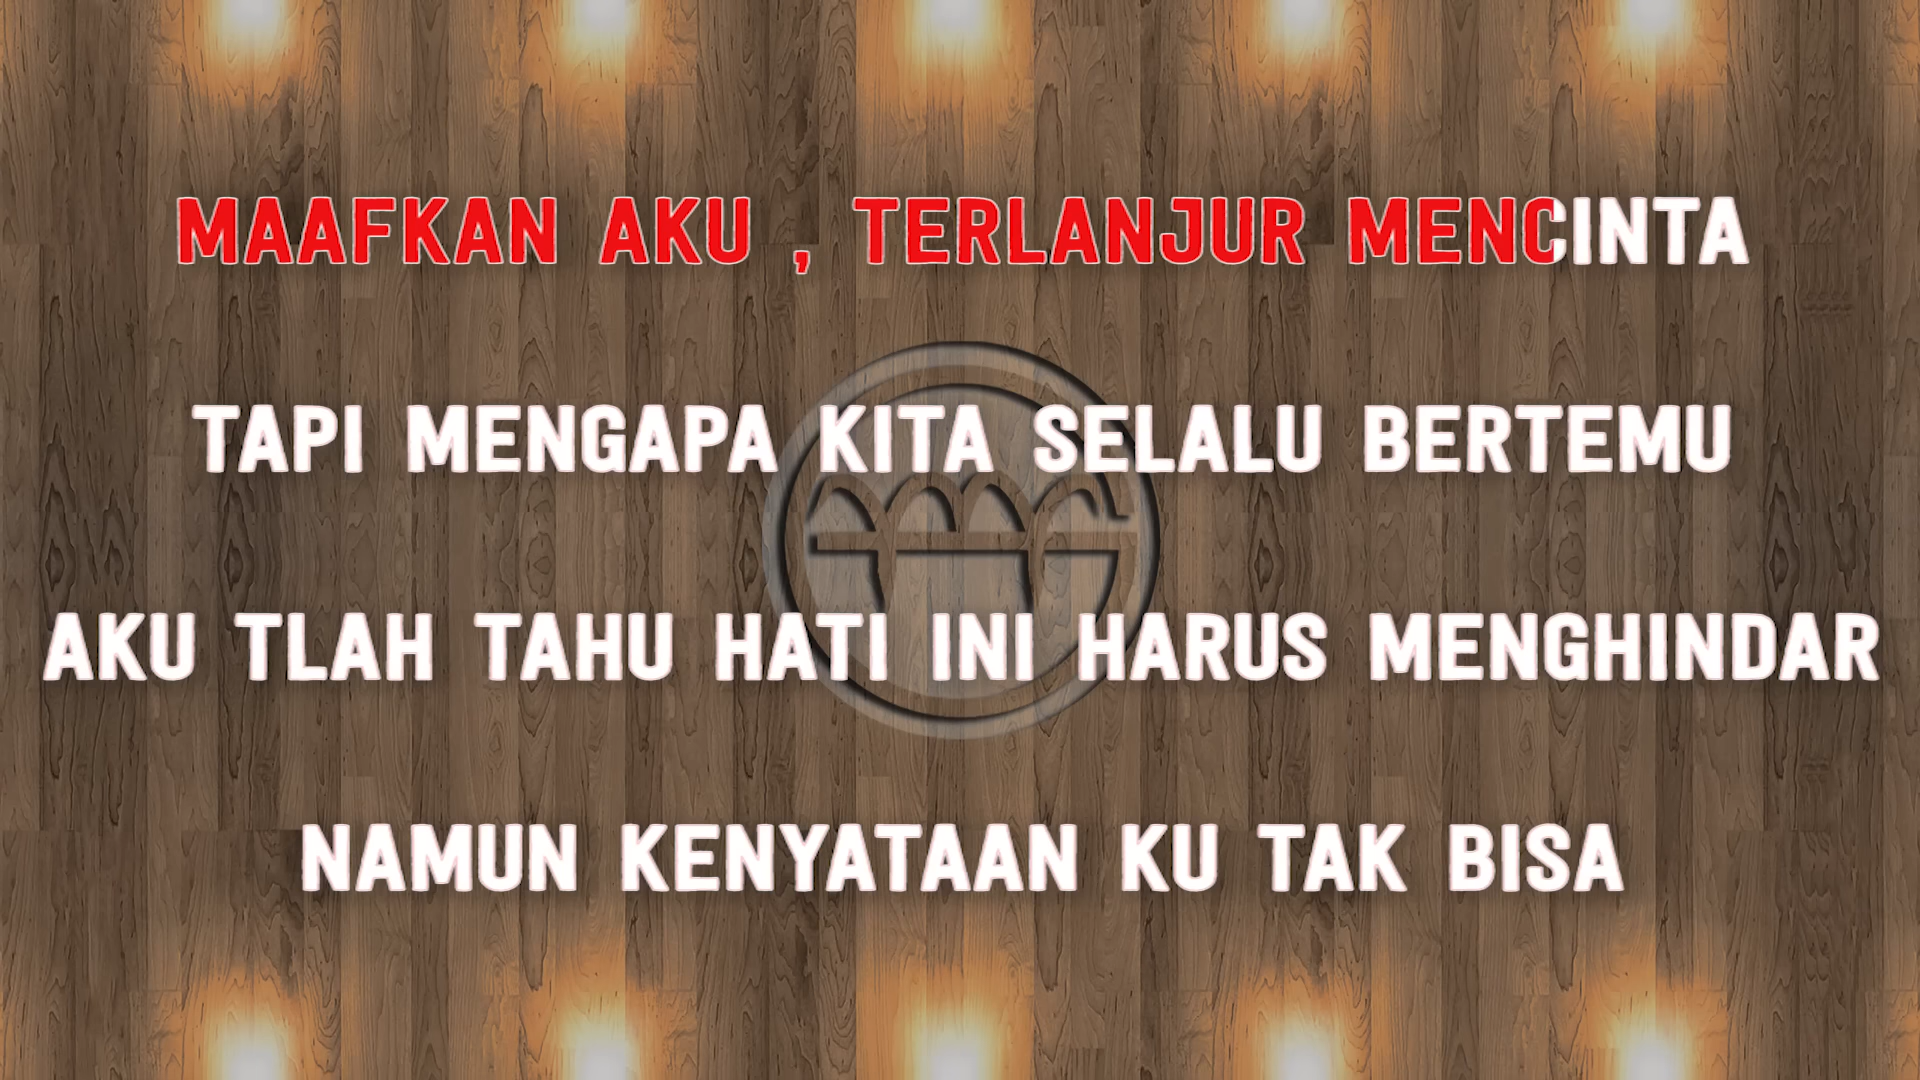 MAAFKAN AKU , TERLANJUR MENCINTA
TAPI MENGAPA KITA SELALU BERTEMU
AKU TLAH TAHU HATI INI HARUS MENGHINDAR
NAMUN KENYATAAN KU TAK BISA